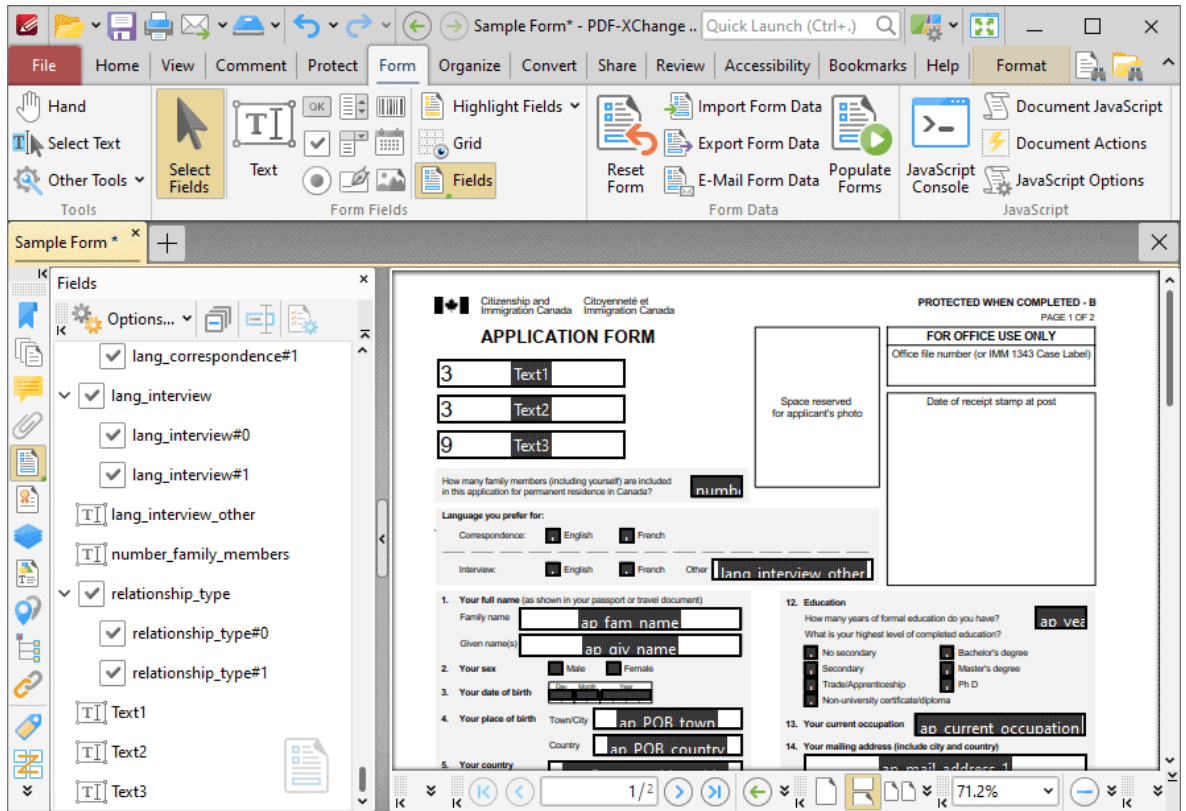 Sample Form* - PDF-XChange ..
Quick Launch (Ctrl+.)
File Home View Comment Protect Form Organize Convert Share Review Accessibility Bookmarks Help Format
Hand
Select Text
Other Tools
Tools
Select Fields
Text
OK
Highlight Fields
Grid
Fields
Form Fields
Reset Form
Import Form Data
Export Form Data
E-Mail Form Data
Populate Forms
Form Data
JavaScript Console
Document JavaScript
Document Actions
JavaScript Options
JavaScript
Sample Form *
Fields
Options...
lang_correspondence#1
lang_interview
lang_interview#0
lang_interview#1
lang_interview_other
number_family_members
relationship_type
relationship_type#0
relationship_type#1
Text1
Text2
Text3
Citizenship and Citoyenneté et
Immigration Canada Immigration Canada
PROTECTED WHEN COMPLETED - B
PAGE 1 OF 2
APPLICATION FORM
3 Text1
3 Text2
9 Text3
Space reserved
for applicant's photo
FOR OFFICE USE ONLY
Office file number (or IMM 1343 Case Label)
Date of receipt stamp at post
How many family members (including yourself) are included
in this application for permanent residence in Canada?
Language you prefer for:
Correspondence: English French
Interview: English French Other lang_interview_other
1. Your full name (as shown in your passport or travel document)
Family name ap_fam_name
Given name(s) ap_giv_name
2. Your sex Male Female
3. Your date of birth Day Month Year
4. Your place of birth Town/City ap_POB_town
Country ap_POB_country
5. Your country
12. Education
How many years of formal education do you have?
What is your highest level of completed education?
No secondary Bachelor's degree
Secondary Master's degree
Trade/Apprenticeship Ph D
Non-university certificate/diploma
13. Your current occupation ap_current_occupation
14. Your mailing address (include city and country)
ap_mail_address_1
1/2
71.2%